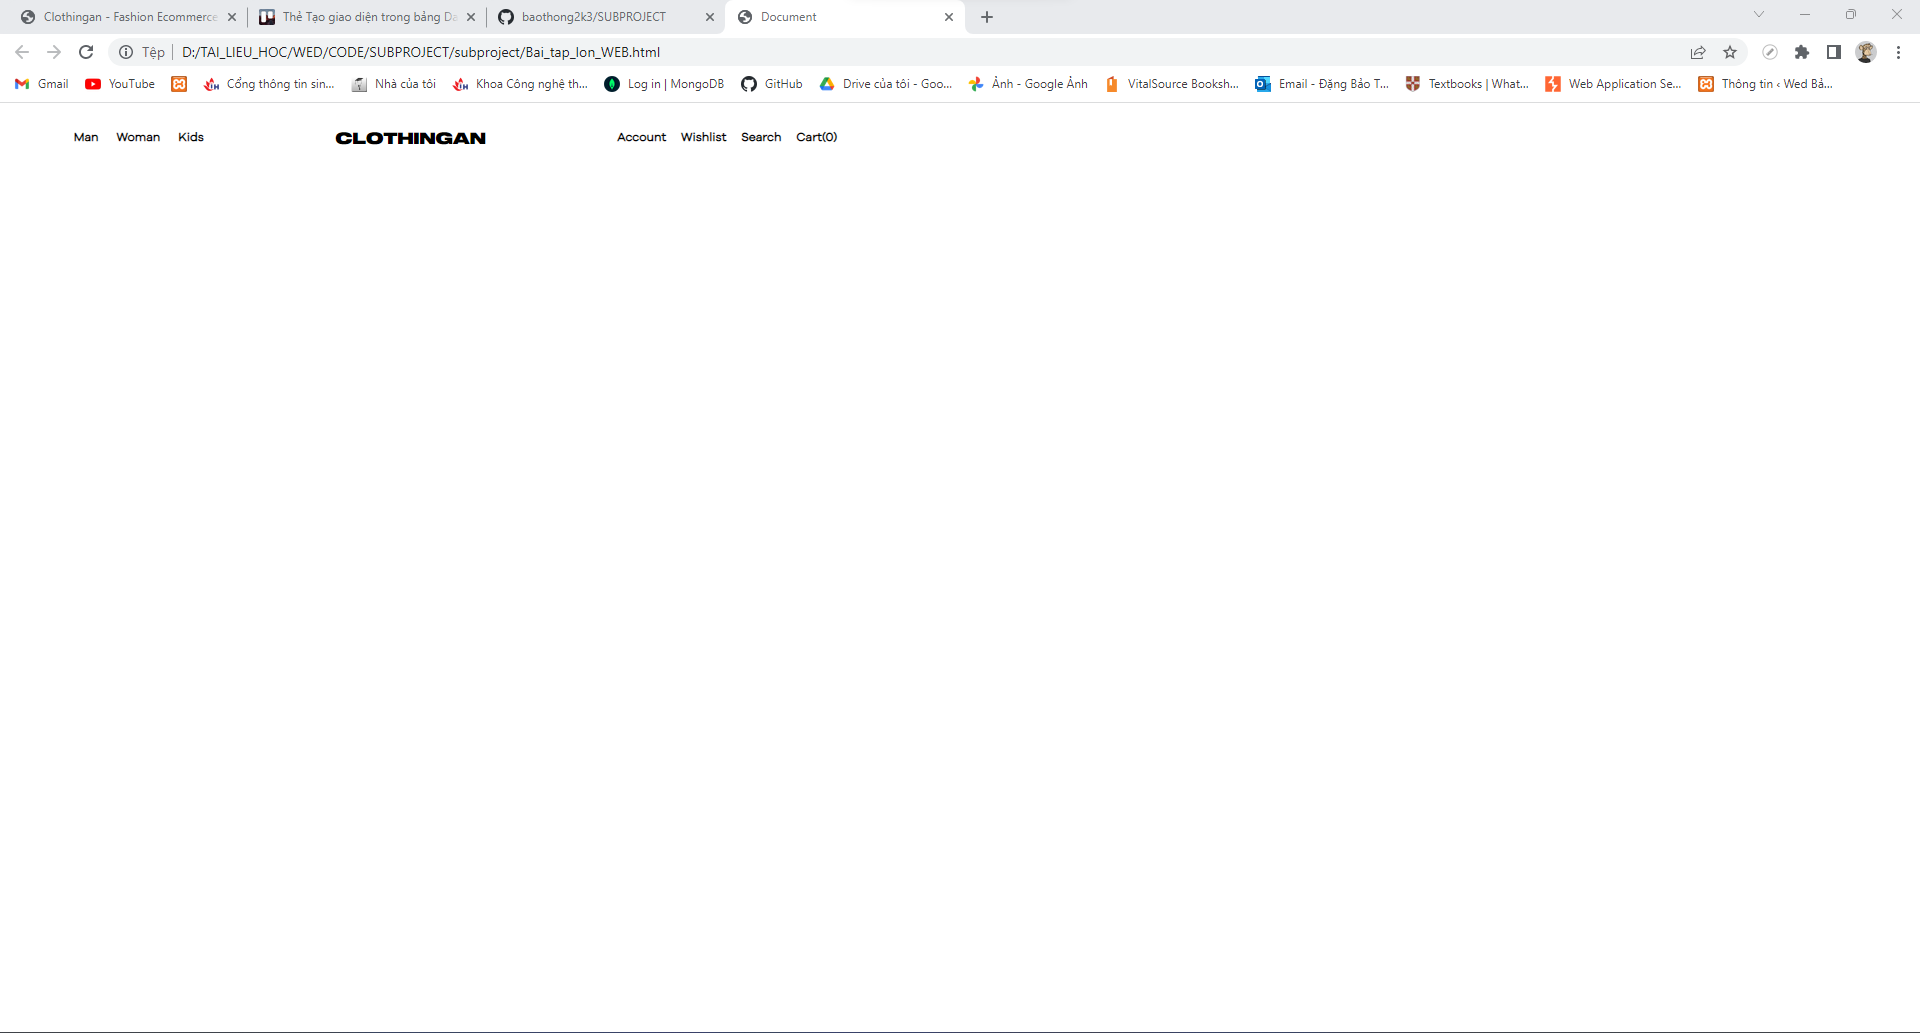 Clothingan - Fashion Ecommerce
Thẻ Tạo giao diện trong bảng Da
baothong2k3/SUBPROJECT
Document
Tệp D:/TAI_LIEU_HOC/WED/CODE/SUBPROJECT/subproject/Bai_tap_lon_WEB.html
Gmail YouTube Cổng thông tin sin... Nhà của tôi Khoa Công nghệ th... Log in | MongoDB GitHub Drive của tôi - Goo... Ảnh - Google Ảnh VitalSource Booksh... Email - Đặng Bảo T... Textbooks | What... Web Application Se... Thông tin ‹ Wed Bả...
Man Woman Kids CLOTHINGAN Account Wishlist Search Cart(0)